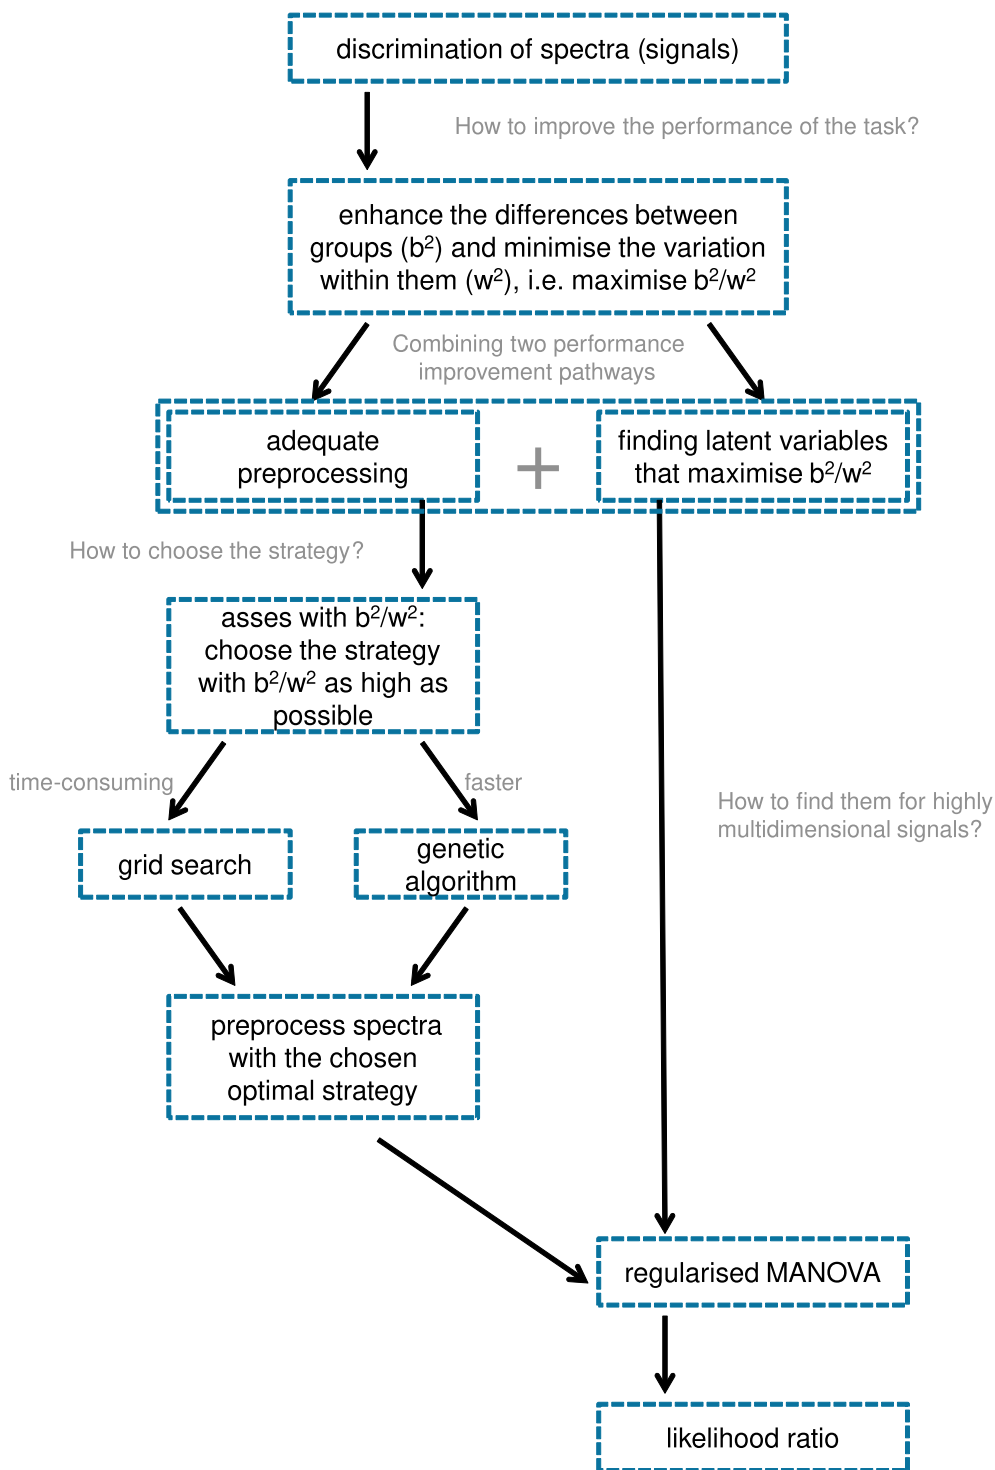 discrimination of spectra (signals)
How to improve the performance of the task?
enhance the differences between
groups (b²) and minimise the variation
within them (w²), i.e. maximise b²/w²
Combining two performance
improvement pathways
adequate
preprocessing
+
finding latent variables
that maximise b²/w²
How to choose the strategy?
asses with b²/w²:
choose the strategy
with b²/w² as high as
possible
time-consuming
faster
How to find them for highly
multidimensional signals?
grid search
genetic
algorithm
preprocess spectra
with the chosen
optimal strategy
regularised MANOVA
likelihood ratio